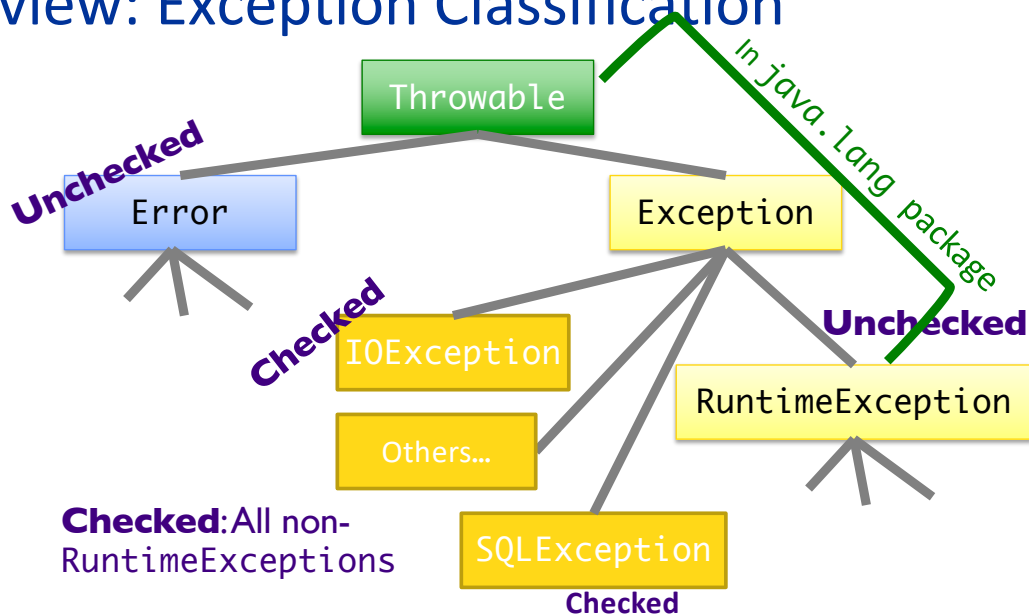 view: Exception Classification
Throwable
In java.lang package
Unchecked
Error
Exception
Checked
IOException
Unchecked
RuntimeException
Others...
Checked: All non-
RuntimeExceptions
SQLException
Checked